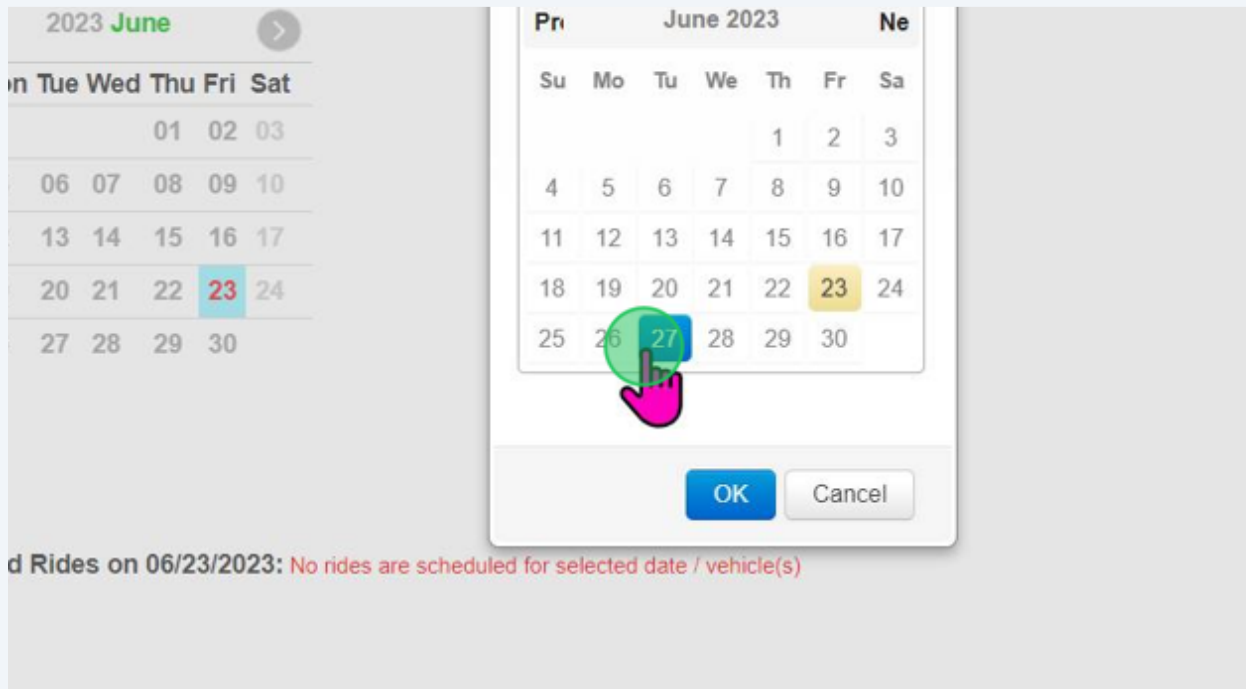 2023 June
on Tue Wed Thu Fri Sat
01 02 03
06 07 08 09 10
13 14 15 16 17
20 21 22 23 24
27 28 29 30
Pre June 2023 Ne
Su Mo Tu We Th Fr Sa
1 2 3
4 5 6 7 8 9 10
11 12 13 14 15 16 17
18 19 20 21 22 23 24
25 26 27 28 29 30
OK Cancel
d Rides on 06/23/2023: No rides are scheduled for selected date / vehicle(s)